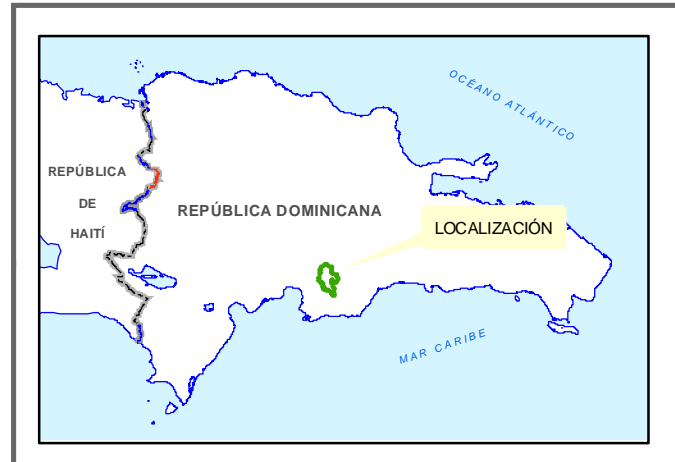 OCÉANO ATLÁNTICO
REPÚBLICA
DE
HAITÍ
REPÚBLICA DOMINICANA
LOCALIZACIÓN
MAR CARIBE